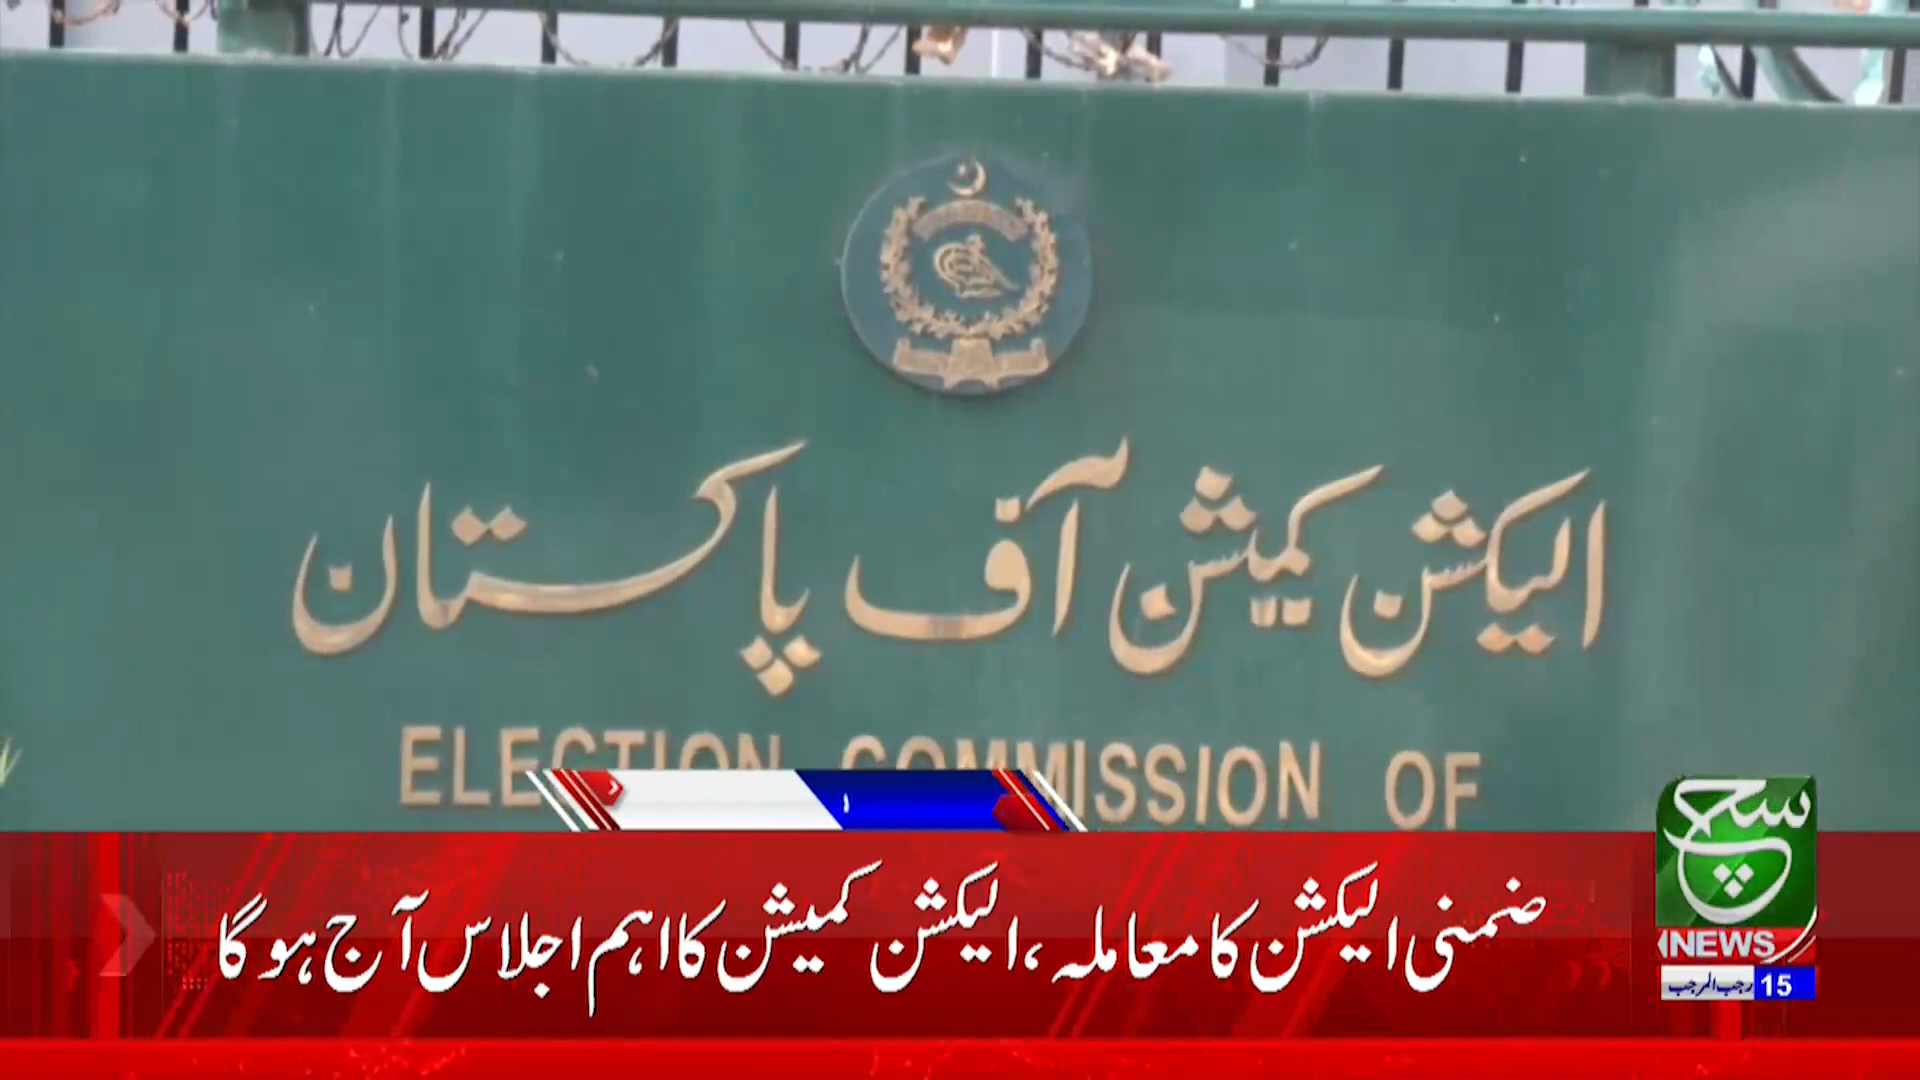 الیکشن کمیشن آف پاکستان
ELECTION COMMISSION OF
ضمنی الیکشن کا معاملہ، الیکشن کمیشن کا اہم اجلاس آج ہوگا
سچ
NEWS
15 رجب المرجب